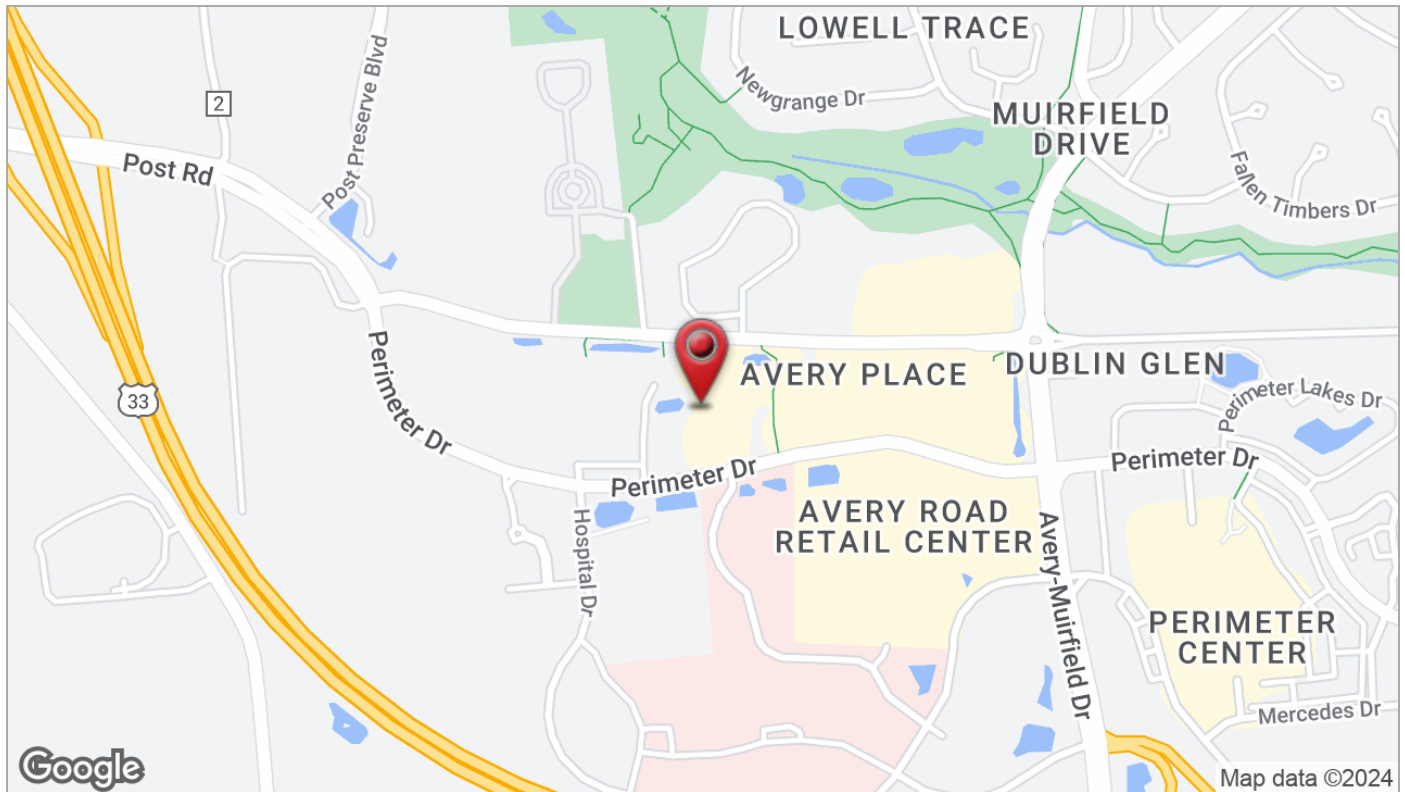 LOWELL TRACE
Newgrange Dr
MUIRFIELD
DRIVE
2
Post Preserve Blvd
Post Rd
Fallen Timbers Dr
33
Perimeter Dr
AVERY PLACE
DUBLIN GLEN
Perimeter Lakes Dr
Perimeter Dr
Perimeter Dr
AVERY ROAD
RETAIL CENTER
Hospital Dr
Avery-Muirfield Dr
PERIMETER
CENTER
Mercedes Dr
Google
Map data ©2024